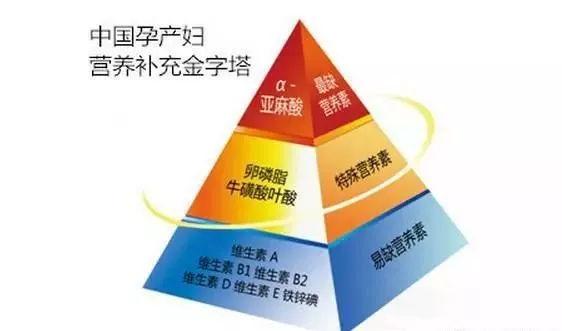 中国孕产妇
营养补充金字塔
α-
亚麻酸
最缺
营养素
卵磷脂
牛磺酸叶酸
特殊营养素
维生素 A
维生素 B1 维生素 B2
维生素 D 维生素 E 铁锌碘
易缺营养素